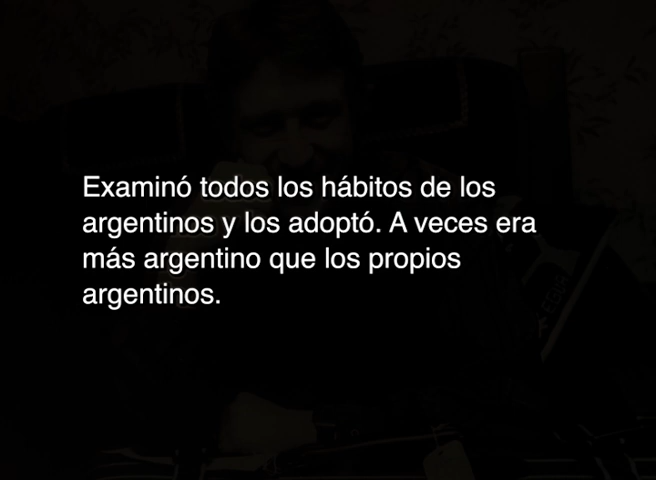 Examinó todos los hábitos de los
argentinos y los adoptó. A veces era
más argentino que los propios
argentinos.